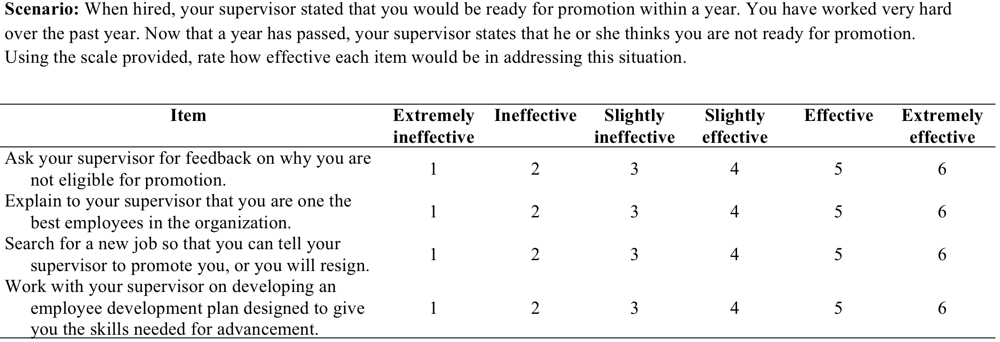 Scenario: When hired, your supervisor stated that you would be ready for promotion within a year. You have worked very hard
over the past year. Now that a year has passed, your supervisor states that he or she thinks you are not ready for promotion.
Using the scale provided, rate how effective each item would be in addressing this situation.
Item Extremely Ineffective Slightly Slightly Effective Extremely
ineffective ineffective effective effective
Ask your supervisor for feedback on why you are
not eligible for promotion.
1 2 3 4 5 6
Explain to your supervisor that you are one the
best employees in the organization.
1 2 3 4 5 6
Search for a new job so that you can tell your
supervisor to promote you, or you will resign.
1 2 3 4 5 6
Work with your supervisor on developing an
employee development plan designed to give
you the skills needed for advancement.
1 2 3 4 5 6